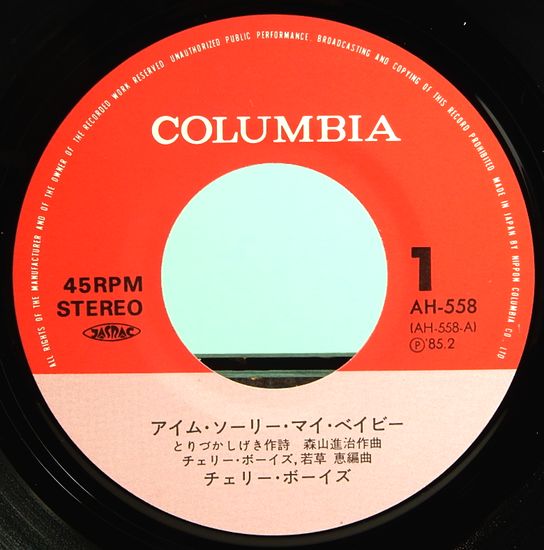 ALL RIGHTS OF THE MANUFACTURER AND OF THE OWNER OF THE RECORDED WORK RESERVED. UNAUTHORIZED PUBLIC PERFORMANCE, BROADCASTING AND COPYING OF THIS RECORD PROHIBITED. MADE IN JAPAN BY NIPPON COLUMBIA CO., LTD.
COLUMBIA
45RPM
STEREO
JASRAC
1
AH-558
(AH-558-A)
Ⓟ'85.2
アイム・ソーリー・マイ・ベイビー
とりづかしげき作詩 森山進治作曲
チェリー・ボーイズ,若草 恵編曲
チェリー・ボーイズ